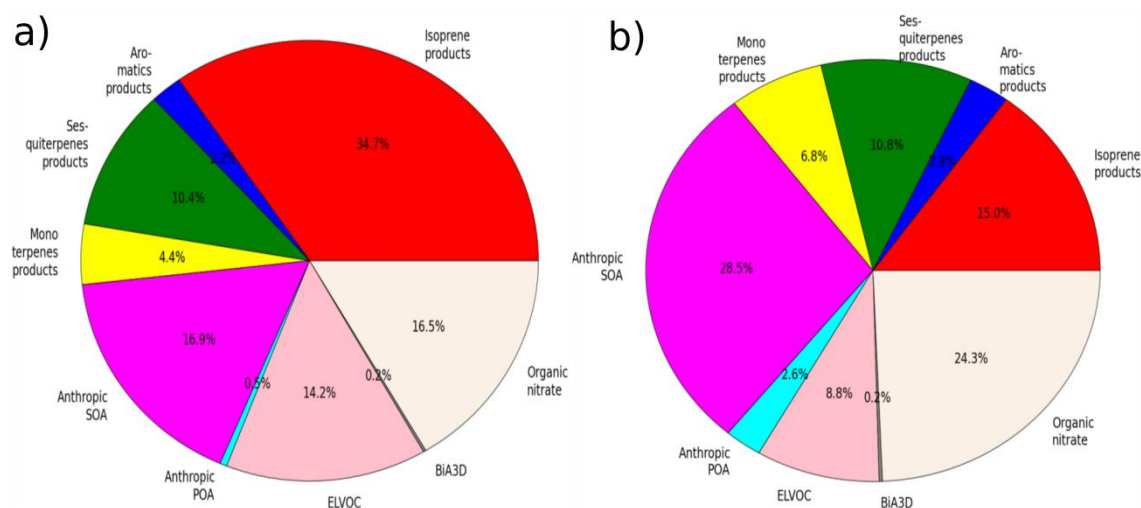 a)
Isoprene
products
Aro-
matics
products
Ses-
quiterpenes
products
Mono
terpenes
products
Anthropic
SOA
Anthropic
POA
ELVOC
BiA3D
Organic
nitrate
34.7%
2.2%
10.4%
4.4%
16.9%
0.5%
14.2%
0.2%
16.5%
b)
Mono
terpenes
products
Ses-
quiterpenes
products
Aro-
matics
products
Isoprene
products
Anthropic
SOA
Anthropic
POA
ELVOC
BiA3D
Organic
nitrate
6.8%
10.8%
2.9%
15.0%
28.5%
2.6%
8.8%
0.2%
24.3%